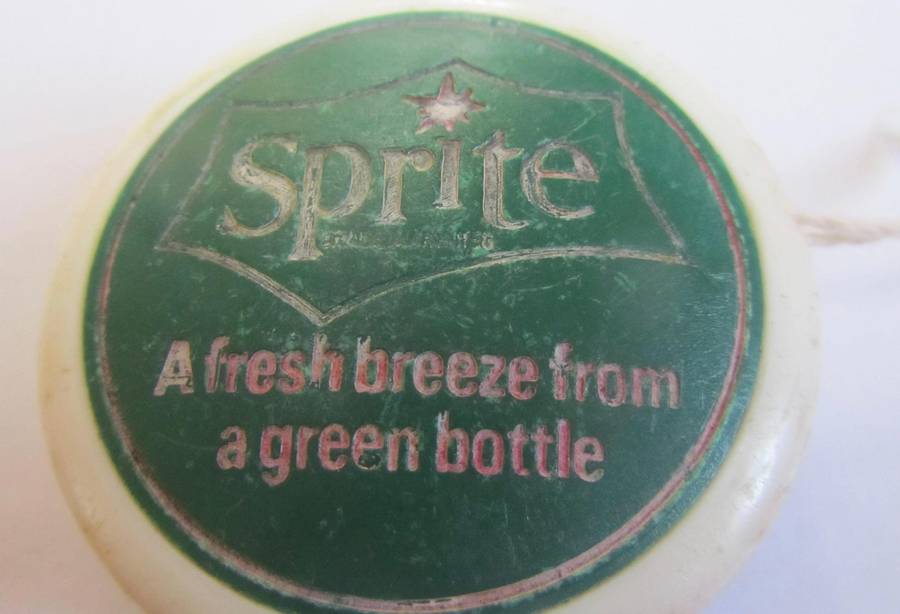 Sprite
A fresh breeze from
a green bottle